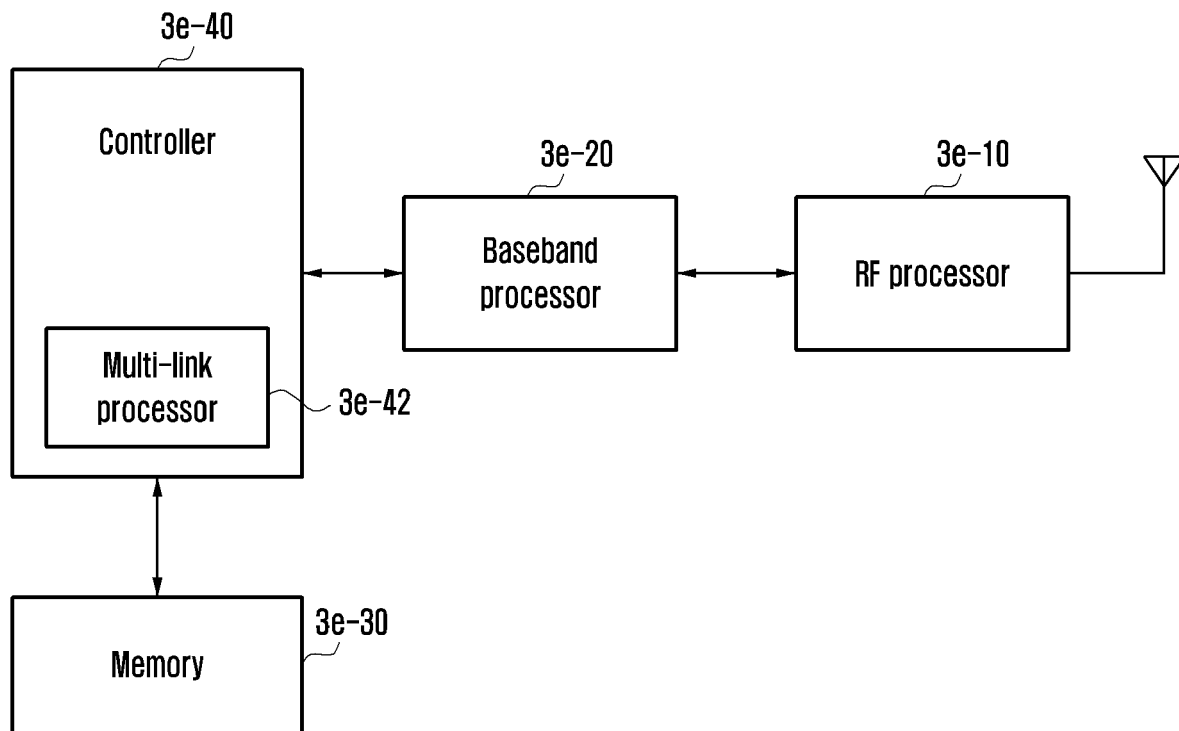 3e-40
Controller
3e-20
3e-10
Baseband
processor
RF processor
Multi-link
processor
3e-42
3e-30
Memory